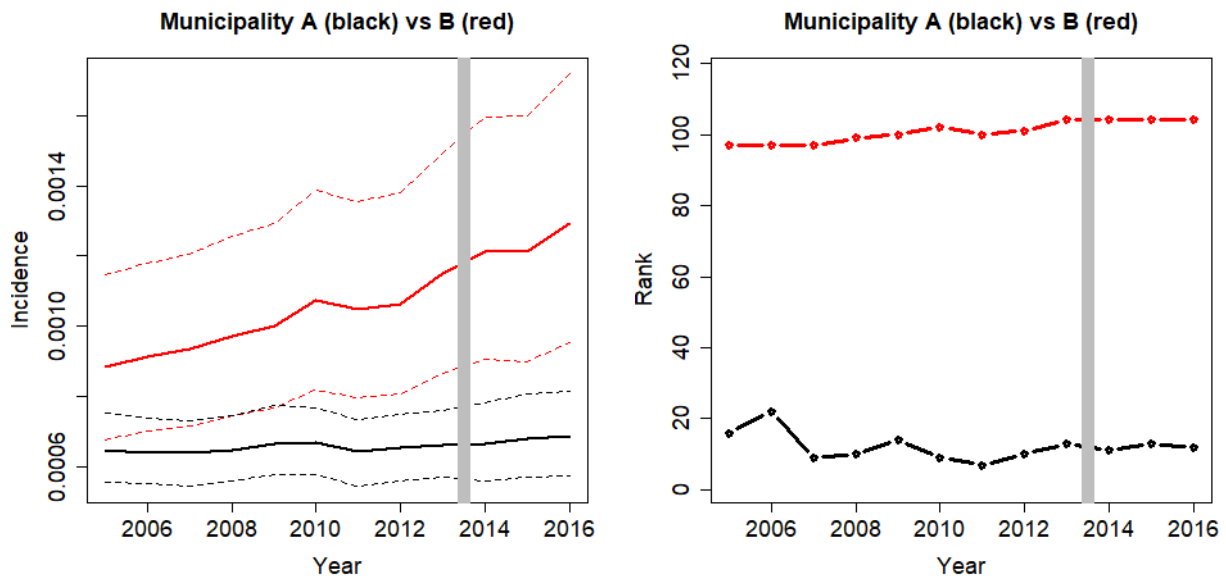 Municipality A (black) vs B (red)
Incidence
0.0006 0.0010 0.0014
2006 2008 2010 2012 2014 2016
Year
Municipality A (black) vs B (red)
Rank
0 20 40 60 80 100 120
2006 2008 2010 2012 2014 2016
Year